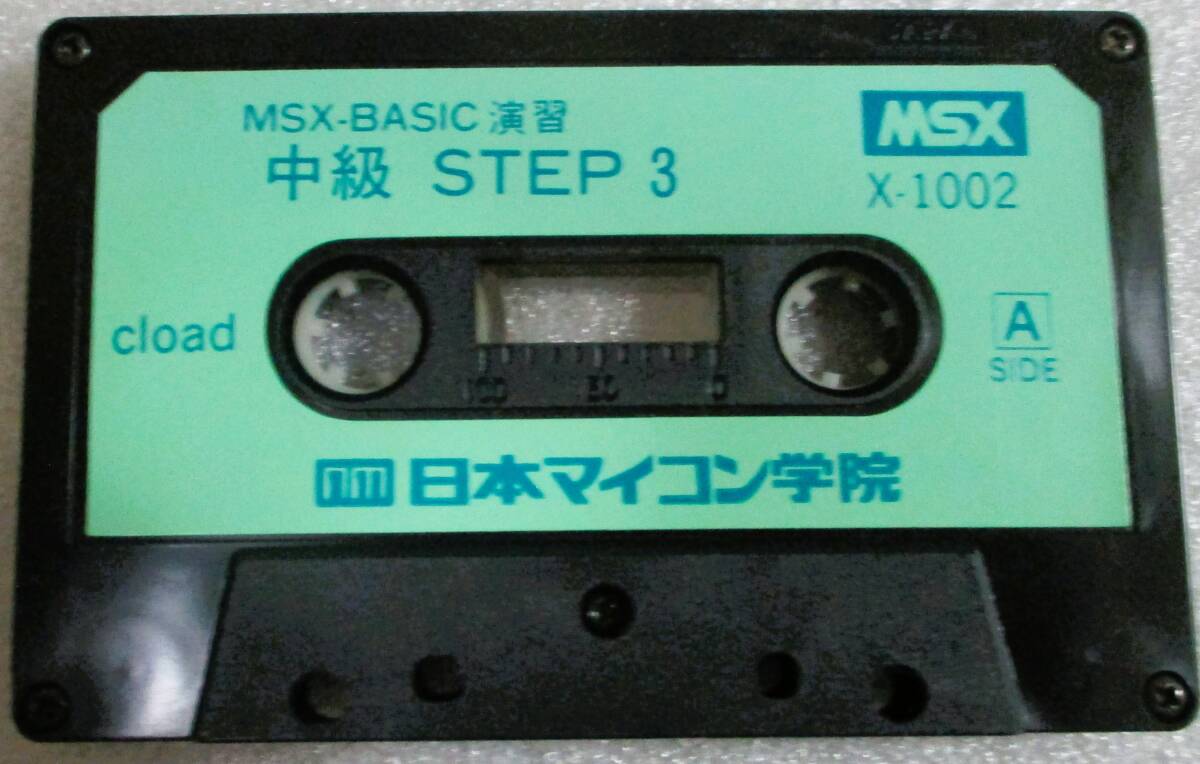 MSX-BASIC 演習
中級 STEP 3
MSX
X-1002
cload
A
SIDE
100 50 0
日本マイコン学院